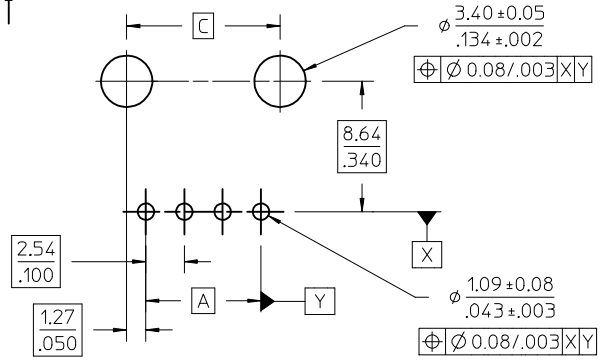 T
C
⌀ 3.40 ±0.05
.134 ±.002
⌖ ⌀ 0.08/.003 X Y
8.64
.340
2.54
.100
X
A
Y
⌀ 1.09 ±0.08
.043 ±.003
1.27
.050
⌖ ⌀ 0.08/.003 X Y